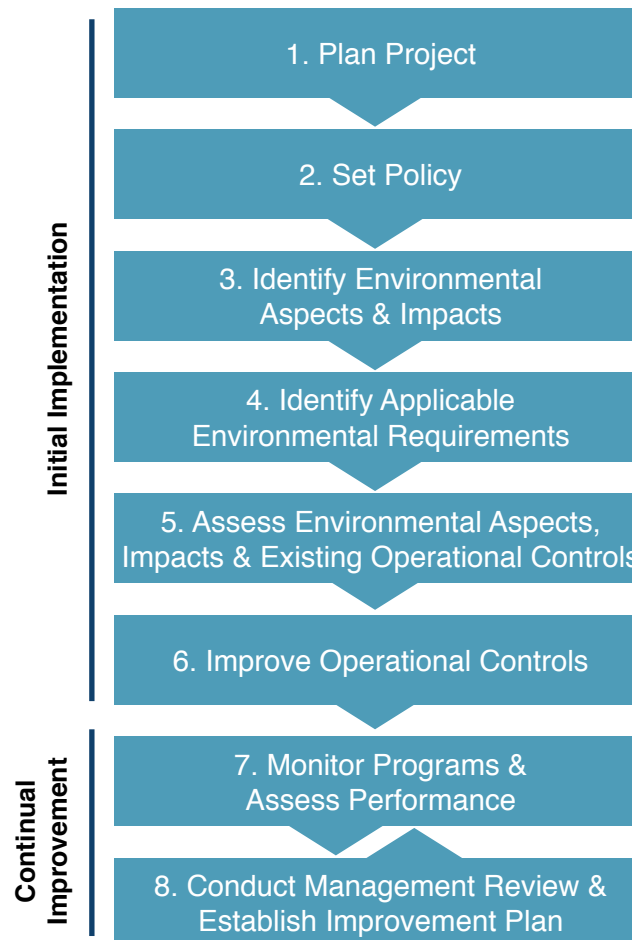 Initial Implementation
1. Plan Project
2. Set Policy
3. Identify Environmental
Aspects & Impacts
4. Identify Applicable
Environmental Requirements
5. Assess Environmental Aspects,
Impacts & Existing Operational Controls
6. Improve Operational Controls
Continual
Improvement
7. Monitor Programs &
Assess Performance
8. Conduct Management Review &
Establish Improvement Plan